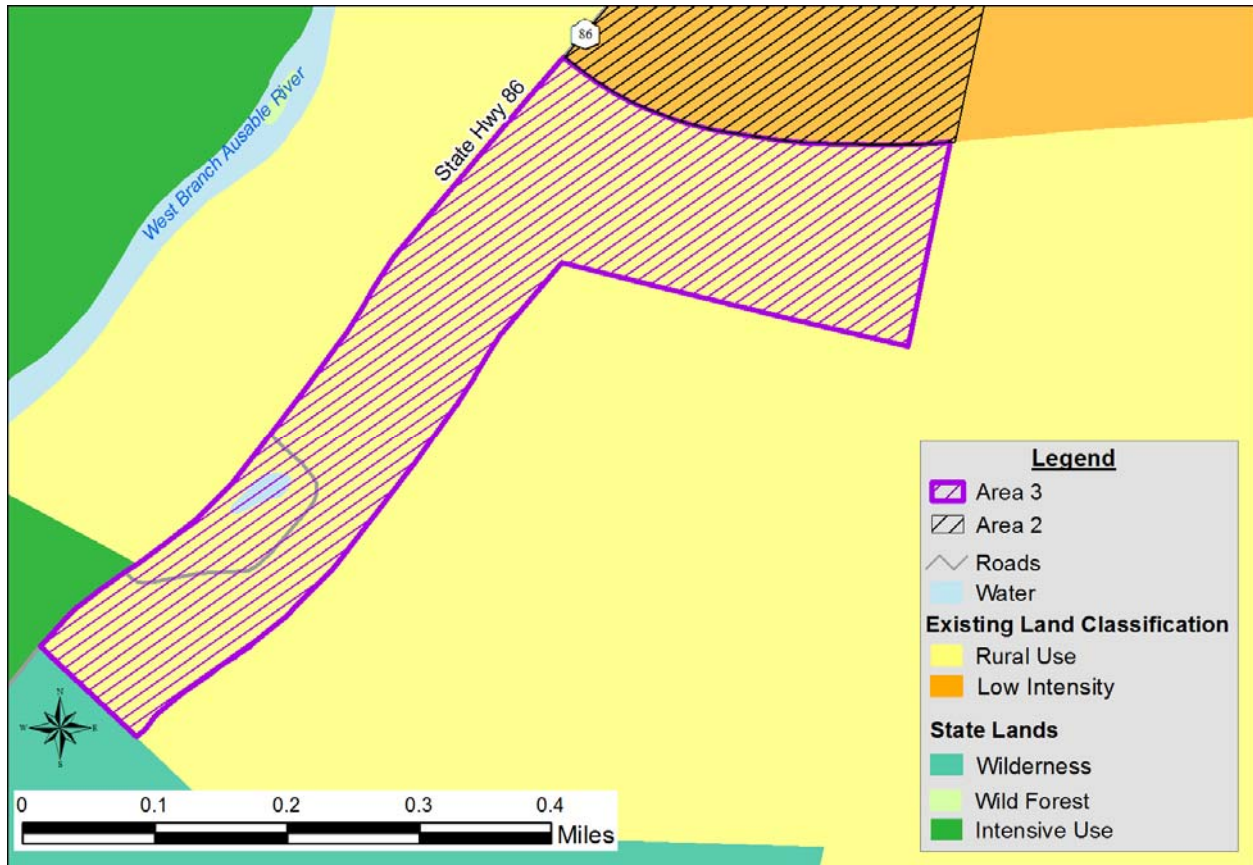 86
State Hwy 86
West Branch Ausable River
Legend
Area 3
Area 2
Roads
Water
Existing Land Classification
Rural Use
Low Intensity
State Lands
Wilderness
Wild Forest
Intensive Use
N
W E
S
0 0.1 0.2 0.3 0.4
Miles